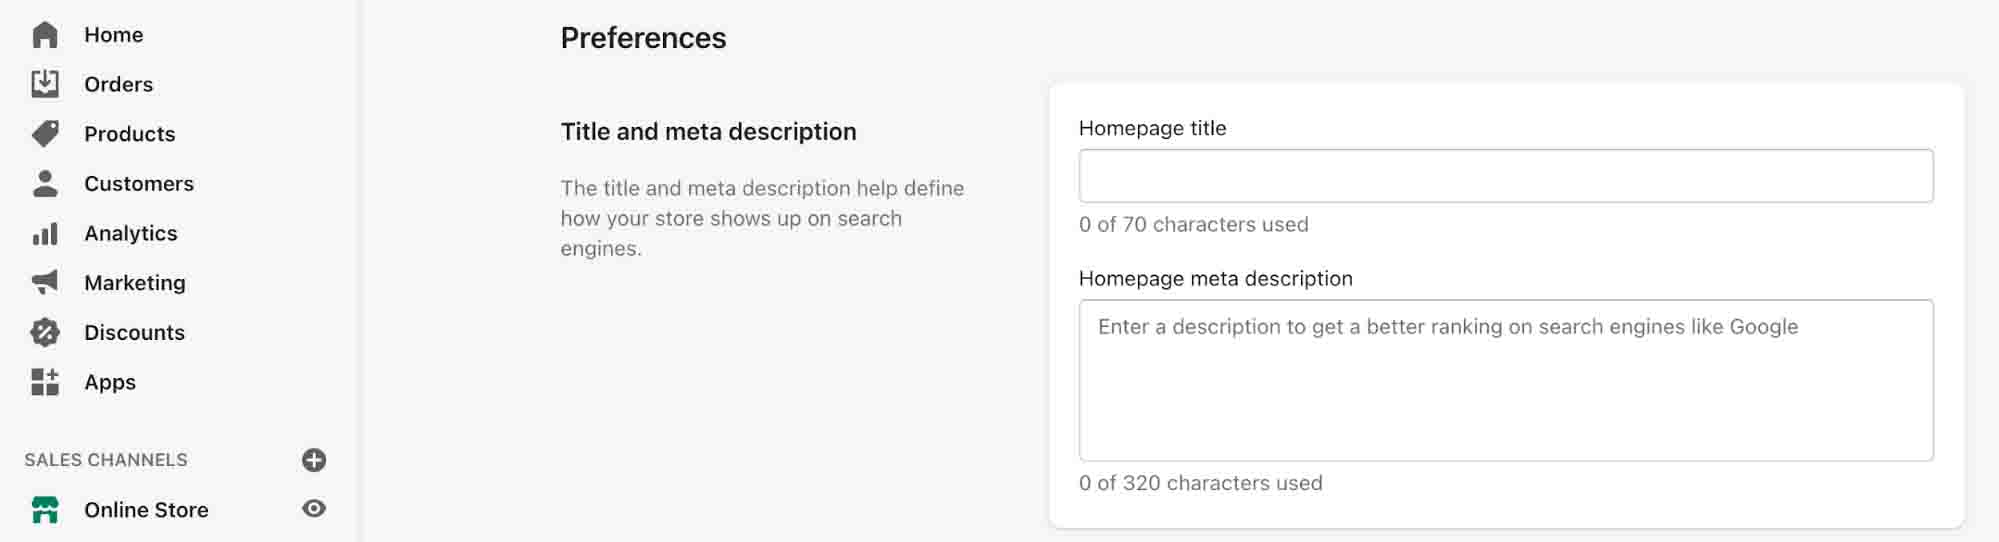 Home
Orders
Products
Customers
Analytics
Marketing
Discounts
Apps
SALES CHANNELS
Online Store
Preferences
Title and meta description
The title and meta description help define
how your store shows up on search
engines.
Homepage title
0 of 70 characters used
Homepage meta description
Enter a description to get a better ranking on search engines like Google
0 of 320 characters used